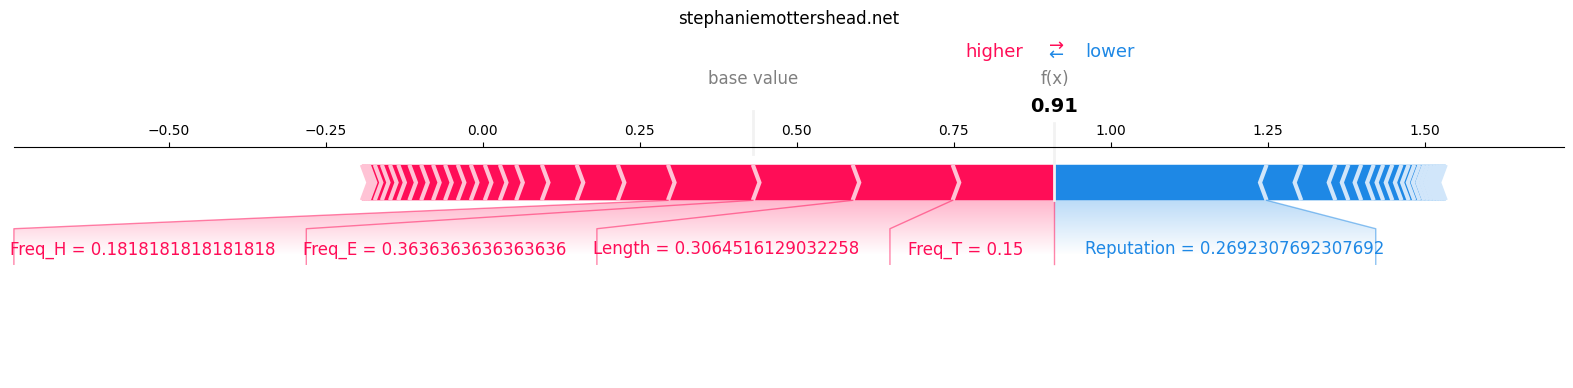 stephaniemottershead.net
higher ⇄ lower
base value f(x)
0.91
−0.50 −0.25 0.00 0.25 0.50 0.75 1.00 1.25 1.50
Freq_H = 0.1818181818181818 Freq_E = 0.3636363636363636 Length = 0.3064516129032258 Freq_T = 0.15 Reputation = 0.2692307692307692